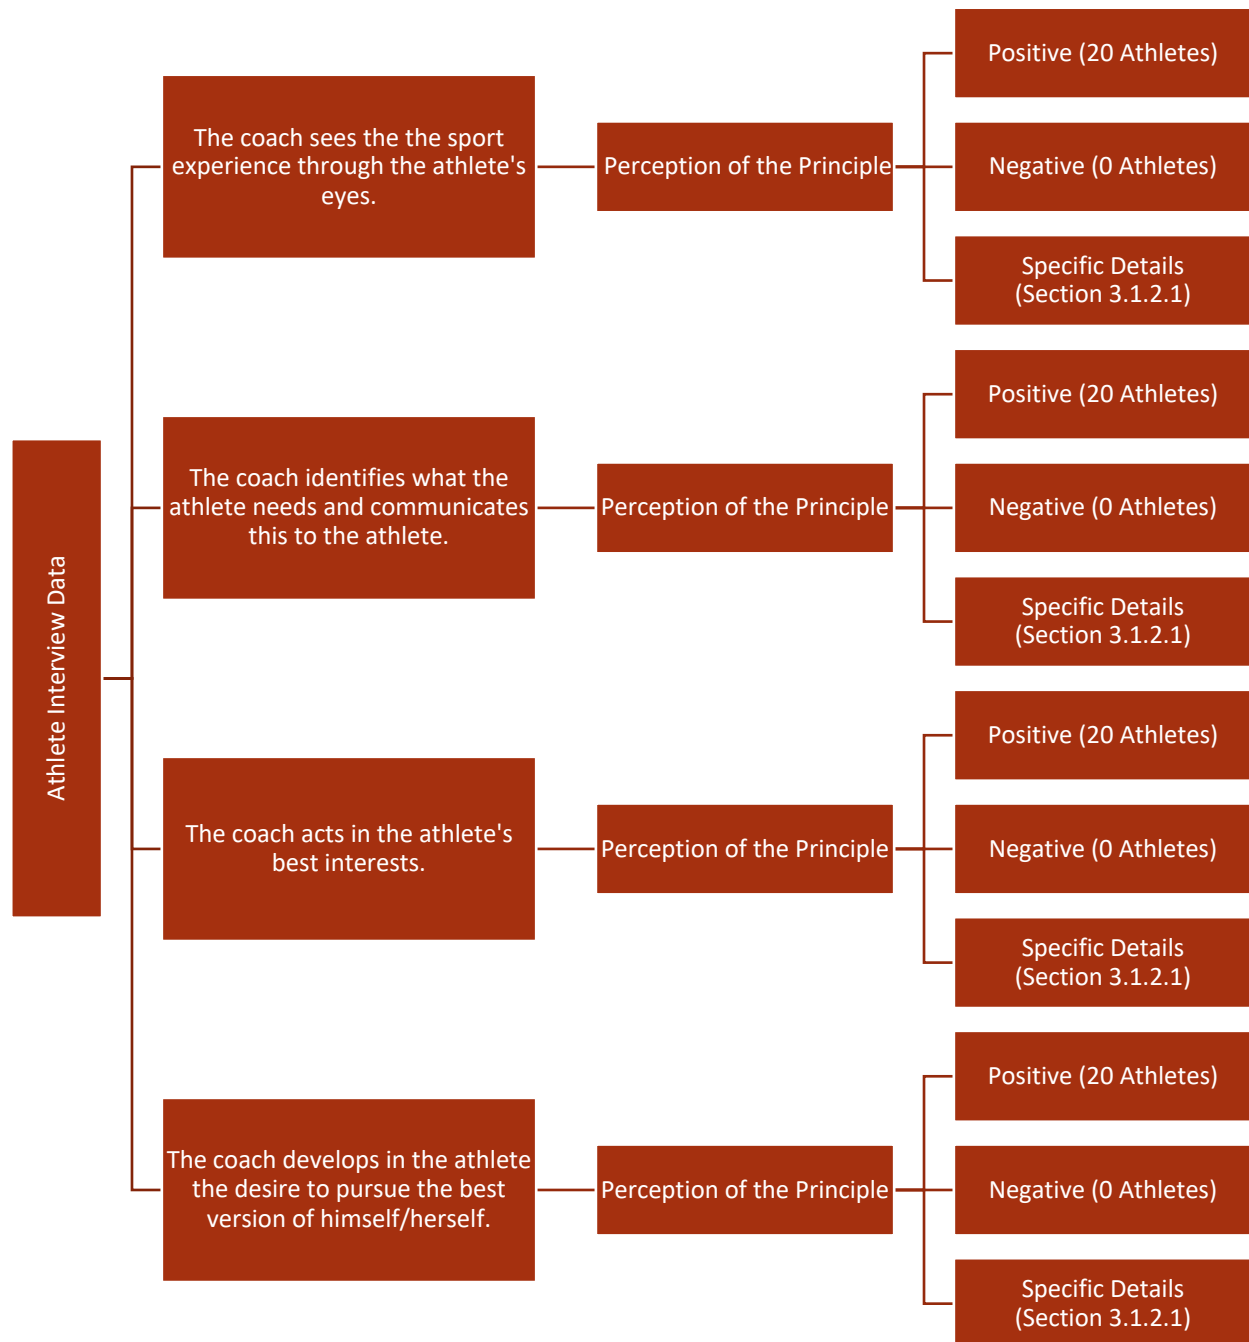 Athlete Interview Data
The coach sees the the sport
experience through the athlete's
eyes.
Perception of the Principle
Positive (20 Athletes)
Negative (0 Athletes)
Specific Details
(Section 3.1.2.1)
The coach identifies what the
athlete needs and communicates
this to the athlete.
Perception of the Principle
Positive (20 Athletes)
Negative (0 Athletes)
Specific Details
(Section 3.1.2.1)
The coach acts in the athlete's
best interests.
Perception of the Principle
Positive (20 Athletes)
Negative (0 Athletes)
Specific Details
(Section 3.1.2.1)
The coach develops in the athlete
the desire to pursue the best
version of himself/herself.
Perception of the Principle
Positive (20 Athletes)
Negative (0 Athletes)
Specific Details
(Section 3.1.2.1)